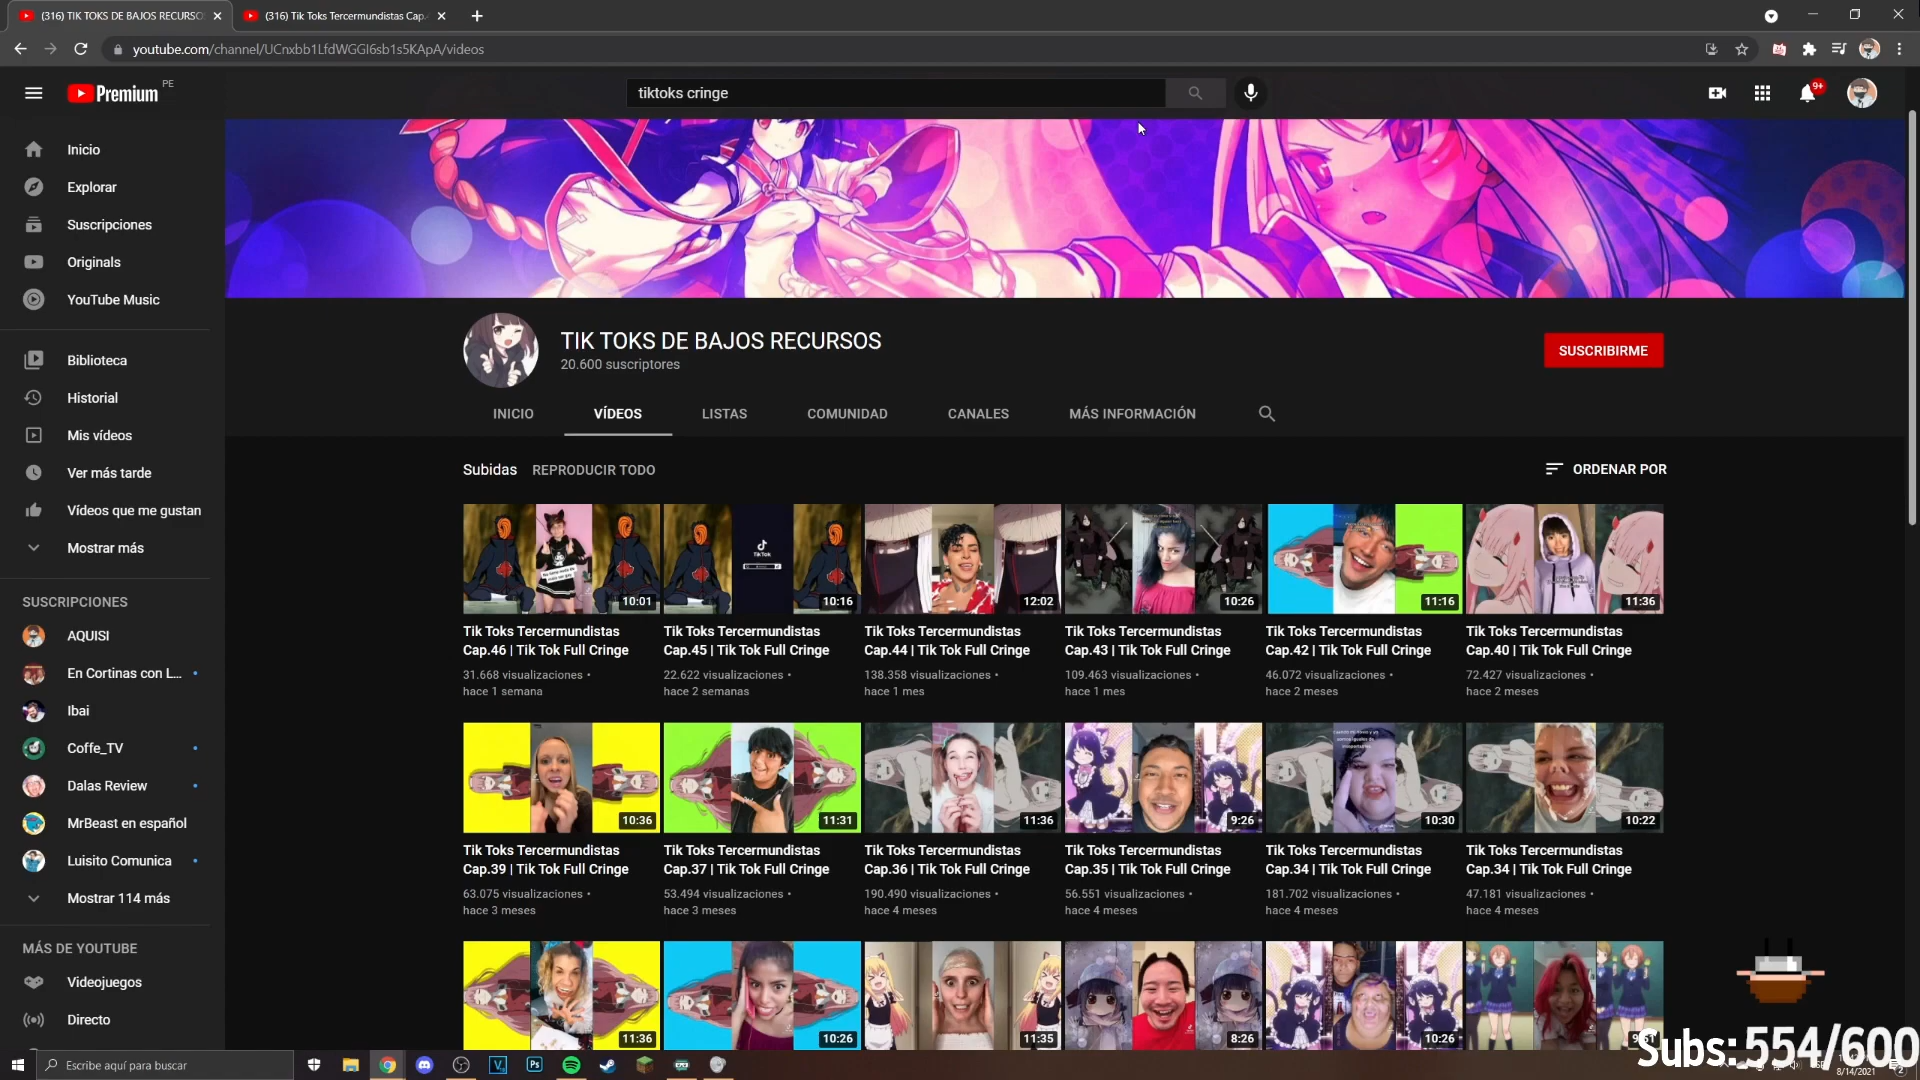 (316) TIK TOKS DE BAJOS RECURSO
(316) Tik Toks Tercermundistas Cap.
youtube.com/channel/UCnxbb1LfdWGGl6sb1s5KApA/videos
Premium PE
tiktoks cringe
9+
Inicio
Explorar
Suscripciones
Originals
YouTube Music
Biblioteca
Historial
Mis vídeos
Ver más tarde
Vídeos que me gustan
Mostrar más
SUSCRIPCIONES
AQUISI
En Cortinas con L...
Ibai
Coffe_TV
Dalas Review
MrBeast en español
Luisito Comunica
Mostrar 114 más
MÁS DE YOUTUBE
Videojuegos
Directo
TIK TOKS DE BAJOS RECURSOS
20.600 suscriptores
SUSCRIBIRME
INICIO VÍDEOS LISTAS COMUNIDAD CANALES MÁS INFORMACIÓN
Subidas REPRODUCIR TODO
ORDENAR POR
TikTok
10:01 10:16 12:02 10:26 11:16 11:36
Tik Toks Tercermundistas
Cap.46 | Tik Tok Full Cringe
31.668 visualizaciones •
hace 1 semana
Tik Toks Tercermundistas
Cap.45 | Tik Tok Full Cringe
22.622 visualizaciones •
hace 2 semanas
Tik Toks Tercermundistas
Cap.44 | Tik Tok Full Cringe
138.358 visualizaciones •
hace 1 mes
Tik Toks Tercermundistas
Cap.43 | Tik Tok Full Cringe
109.463 visualizaciones •
hace 1 mes
Tik Toks Tercermundistas
Cap.42 | Tik Tok Full Cringe
46.072 visualizaciones •
hace 2 meses
Tik Toks Tercermundistas
Cap.40 | Tik Tok Full Cringe
72.427 visualizaciones •
hace 2 meses
10:36 11:31 11:36 9:26 10:30 10:22
Tik Toks Tercermundistas
Cap.39 | Tik Tok Full Cringe
63.075 visualizaciones •
hace 3 meses
Tik Toks Tercermundistas
Cap.37 | Tik Tok Full Cringe
53.494 visualizaciones •
hace 3 meses
Tik Toks Tercermundistas
Cap.36 | Tik Tok Full Cringe
190.490 visualizaciones •
hace 4 meses
Tik Toks Tercermundistas
Cap.35 | Tik Tok Full Cringe
56.551 visualizaciones •
hace 4 meses
Tik Toks Tercermundistas
Cap.34 | Tik Tok Full Cringe
181.702 visualizaciones •
hace 4 meses
Tik Toks Tercermundistas
Cap.34 | Tik Tok Full Cringe
47.181 visualizaciones •
hace 4 meses
11:36 10:26 11:35 8:26 10:26
Subs: 554/600
Escribe aquí para buscar
8/14/2021